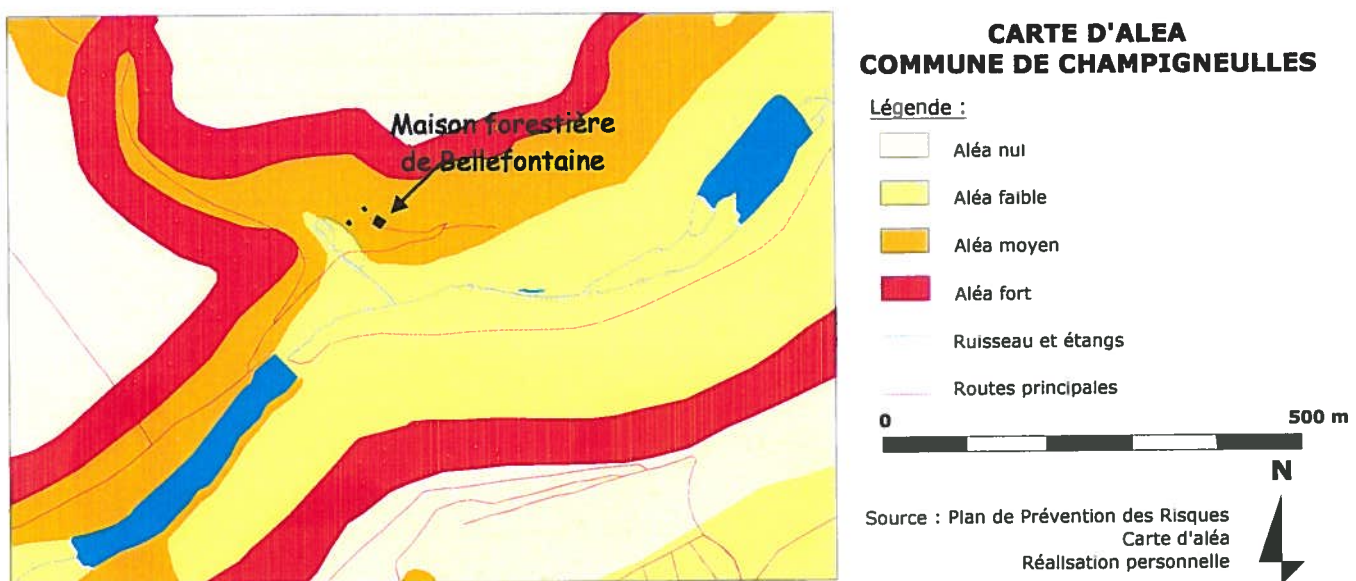 Maison forestière
de Bellefontaine
CARTE D'ALEA
COMMUNE DE CHAMPIGNEULLES
Légende :
Aléa nul
Aléa faible
Aléa moyen
Aléa fort
Ruisseau et étangs
Routes principales
0 500 m
N
Source : Plan de Prévention des Risques
Carte d'aléa
Réalisation personnelle